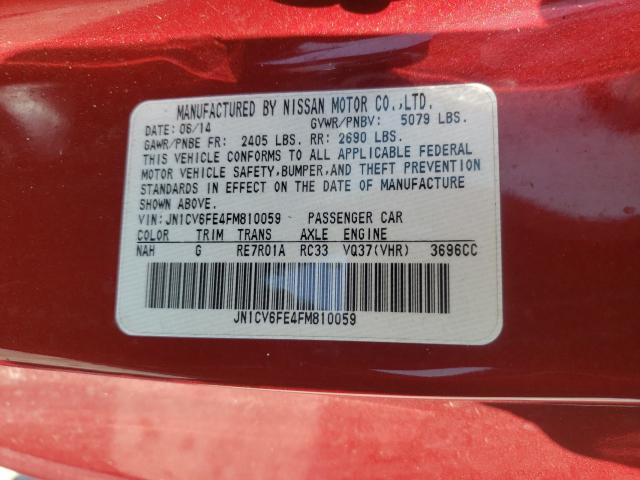 MANUFACTURED BY NISSAN MOTOR CO.,LTD.
DATE: 06/14 GVWR/PNBV: 5079 LBS.
GAWR/PNBE FR: 2405 LBS. RR: 2690 LBS.
THIS VEHICLE CONFORMS TO ALL APPLICABLE FEDERAL
MOTOR VEHICLE SAFETY, BUMPER, AND THEFT PREVENTION
STANDARDS IN EFFECT ON THE DATE OF MANUFACTURE
SHOWN ABOVE.
VIN: JN1CV6FE4FM810059 PASSENGER CAR
COLOR TRIM TRANS AXLE ENGINE
NAH G RE7R01A RC33 VQ37(VHR) 3696CC
JN1CV6FE4FM810059